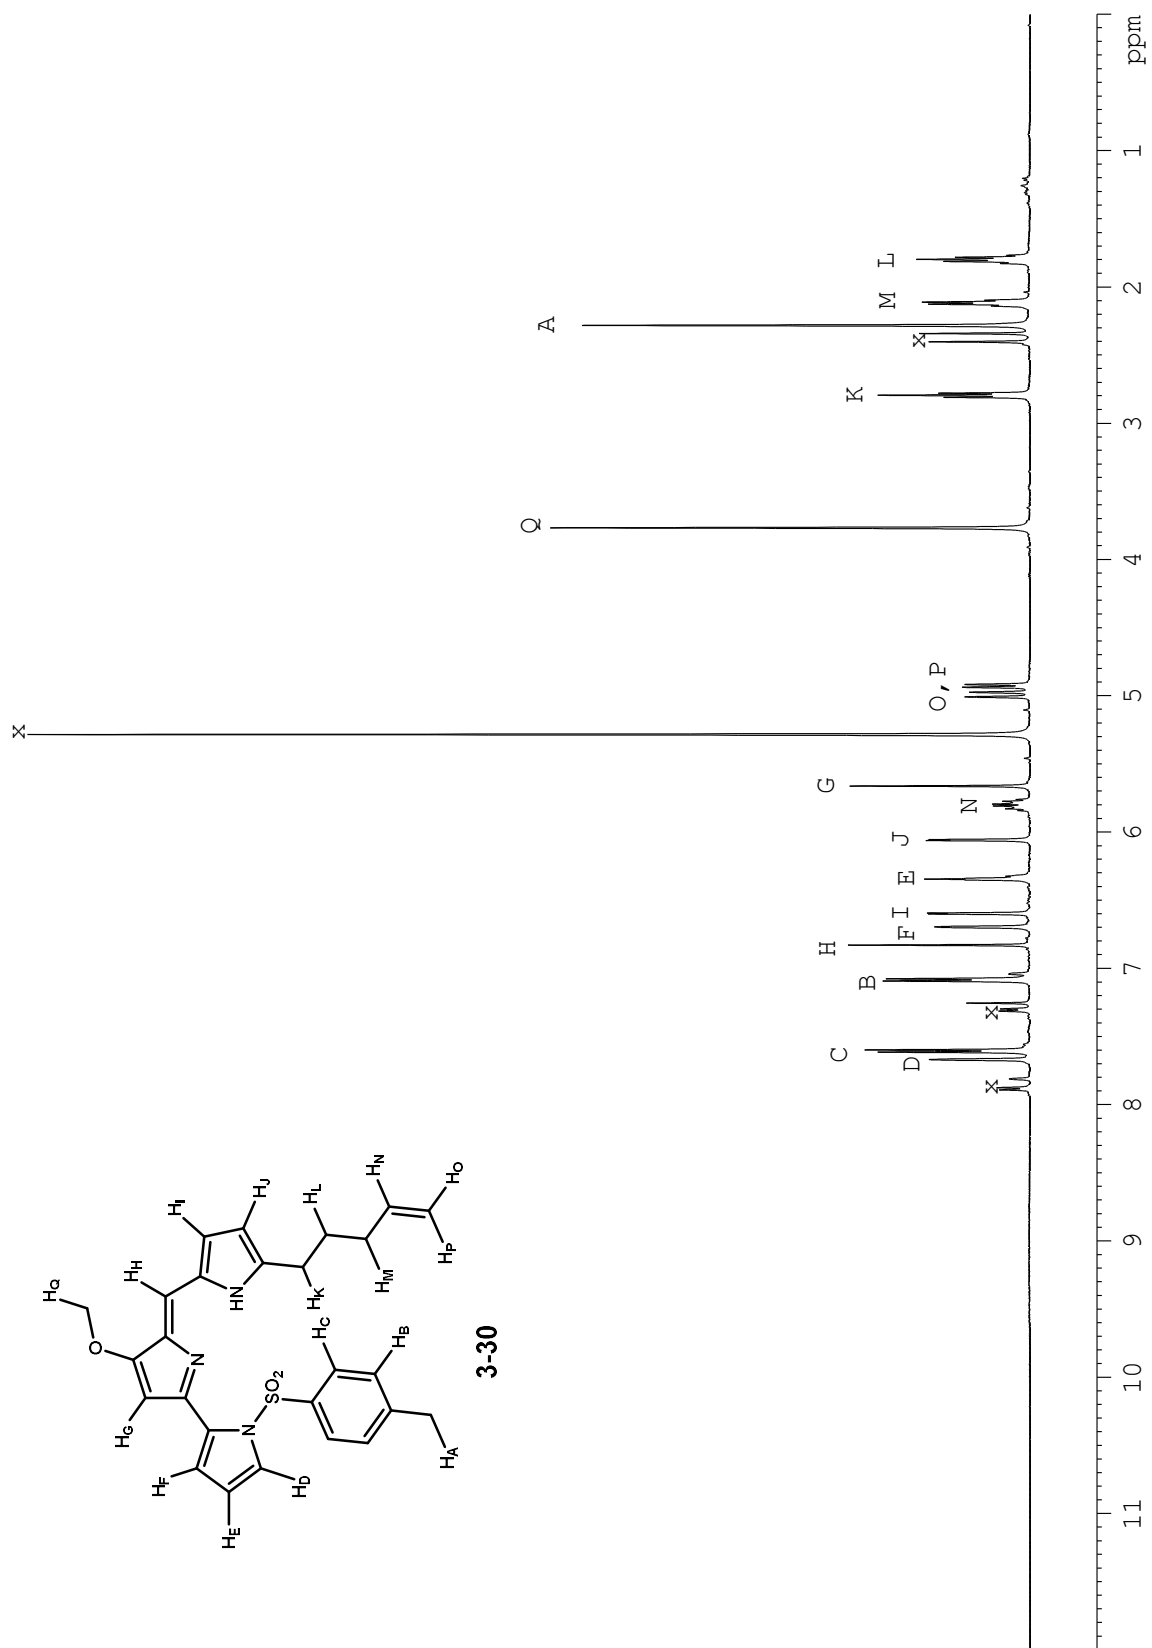 H_Q
O
H_H
H_I
H_J
H_G
N
HN
H_F
H_E
N
H_D
SO2
H_K
H_L
H_M
H_N
H_O
H_P
H_C
H_B
H_A
3-30
x
C
D
B
x
H
F
I
E
J
N
G
x
O, P
Q
K
x
A
M
L
11
10
9
8
7
6
5
4
3
2
1
ppm